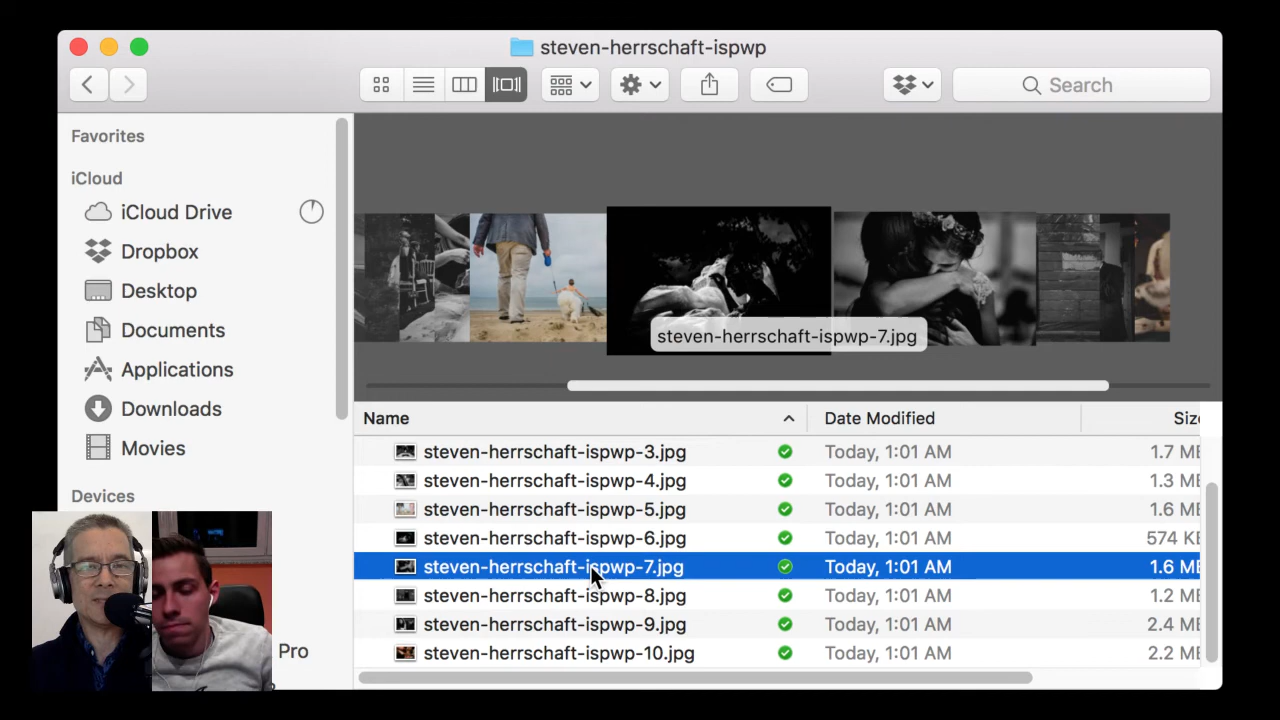 steven-herrschaft-ispwp
Search
Favorites
iCloud
iCloud Drive
Dropbox
Desktop
Documents
Applications
Downloads
Movies
Devices
Pro
steven-herrschaft-ispwp-7.jpg
Name Date Modified Siz
steven-herrschaft-ispwp-3.jpg Today, 1:01 AM 1.7 MB
steven-herrschaft-ispwp-4.jpg Today, 1:01 AM 1.3 MB
steven-herrschaft-ispwp-5.jpg Today, 1:01 AM 1.6 MB
steven-herrschaft-ispwp-6.jpg Today, 1:01 AM 574 KB
steven-herrschaft-ispwp-7.jpg Today, 1:01 AM 1.6 MB
steven-herrschaft-ispwp-8.jpg Today, 1:01 AM 1.2 MB
steven-herrschaft-ispwp-9.jpg Today, 1:01 AM 2.4 MB
steven-herrschaft-ispwp-10.jpg Today, 1:01 AM 2.2 MB